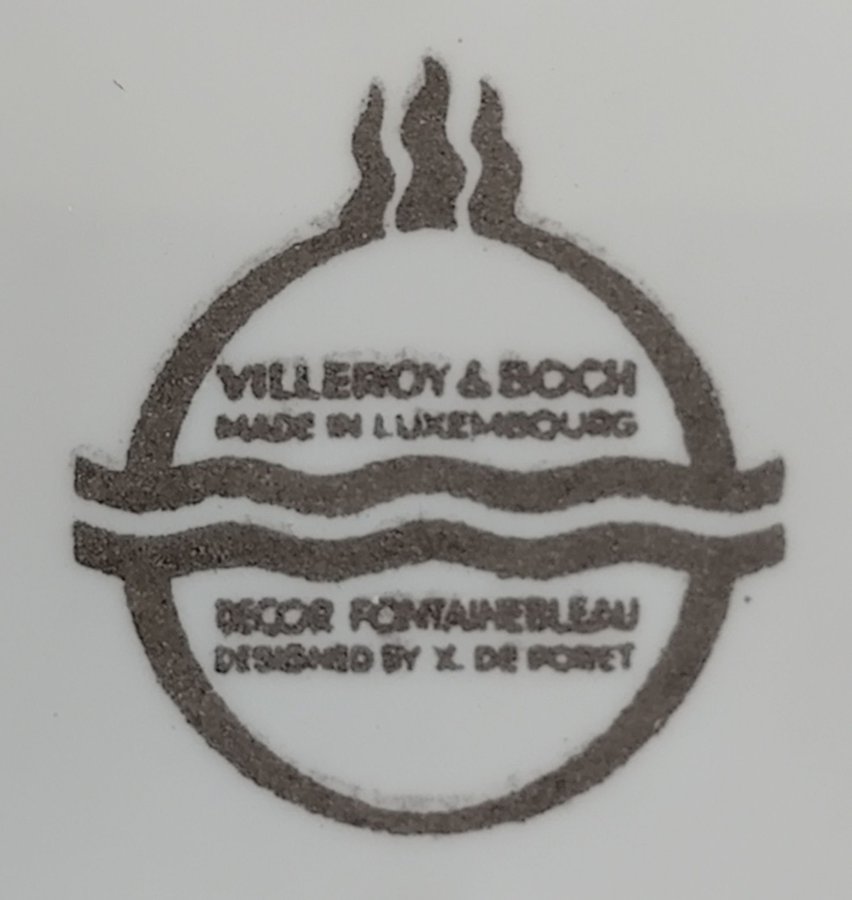 VILLEROY & BOCH
MADE IN LUXEMBOURG
DECOR FONTAINEBLEAU
DESIGNED BY X. DE PORET